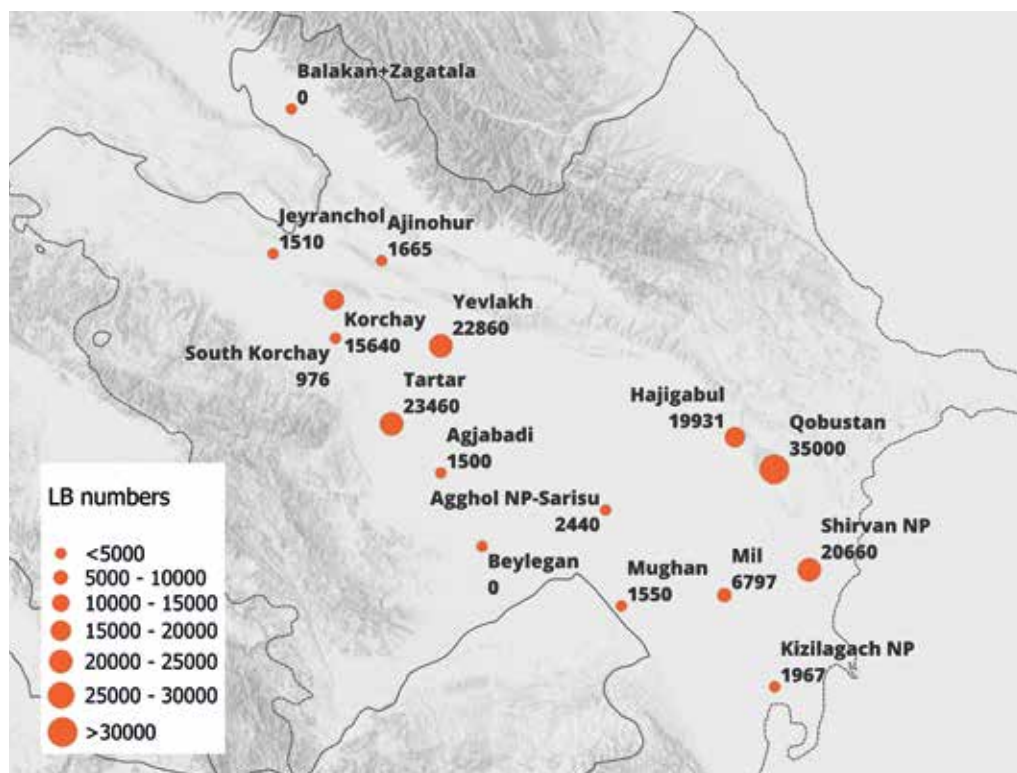 Balakan+Zagatala
0
Jeyranchol
1510
Ajinohur
1665
Korchay
15640
Yevlakh
22860
South Korchay
976
Tartar
23460
Hajigabul
19931
Qobustan
35000
Agjabadi
1500
Agghol NP-Sarisu
2440
Shirvan NP
20660
Beylegan
0
Mughan
1550
Mil
6797
Kizilagach NP
1967
LB numbers
<5000
5000 - 10000
10000 - 15000
15000 - 20000
20000 - 25000
25000 - 30000
>30000